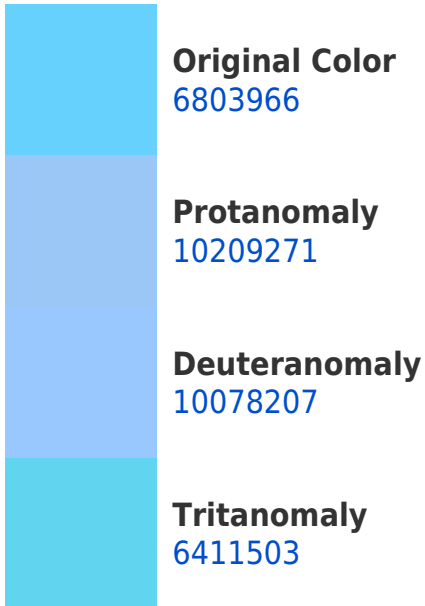 Original Color
6803966
Protanomaly
10209271
Deuteranomaly
10078207
Tritanomaly
6411503